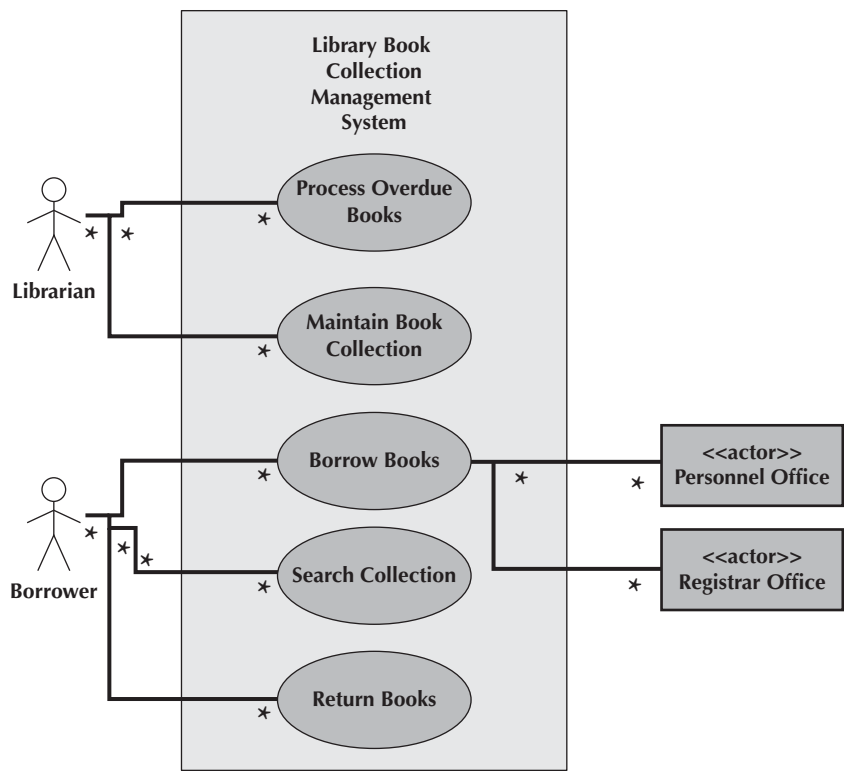 Library Book
Collection
Management
System
Process Overdue
Books
*
*
*
Librarian
Maintain Book
Collection
*
Borrow Books
*
*
*
<<actor>>
Personnel Office
*
*
*
Borrower
Search Collection
*
<<actor>>
Registrar Office
*
Return Books
*